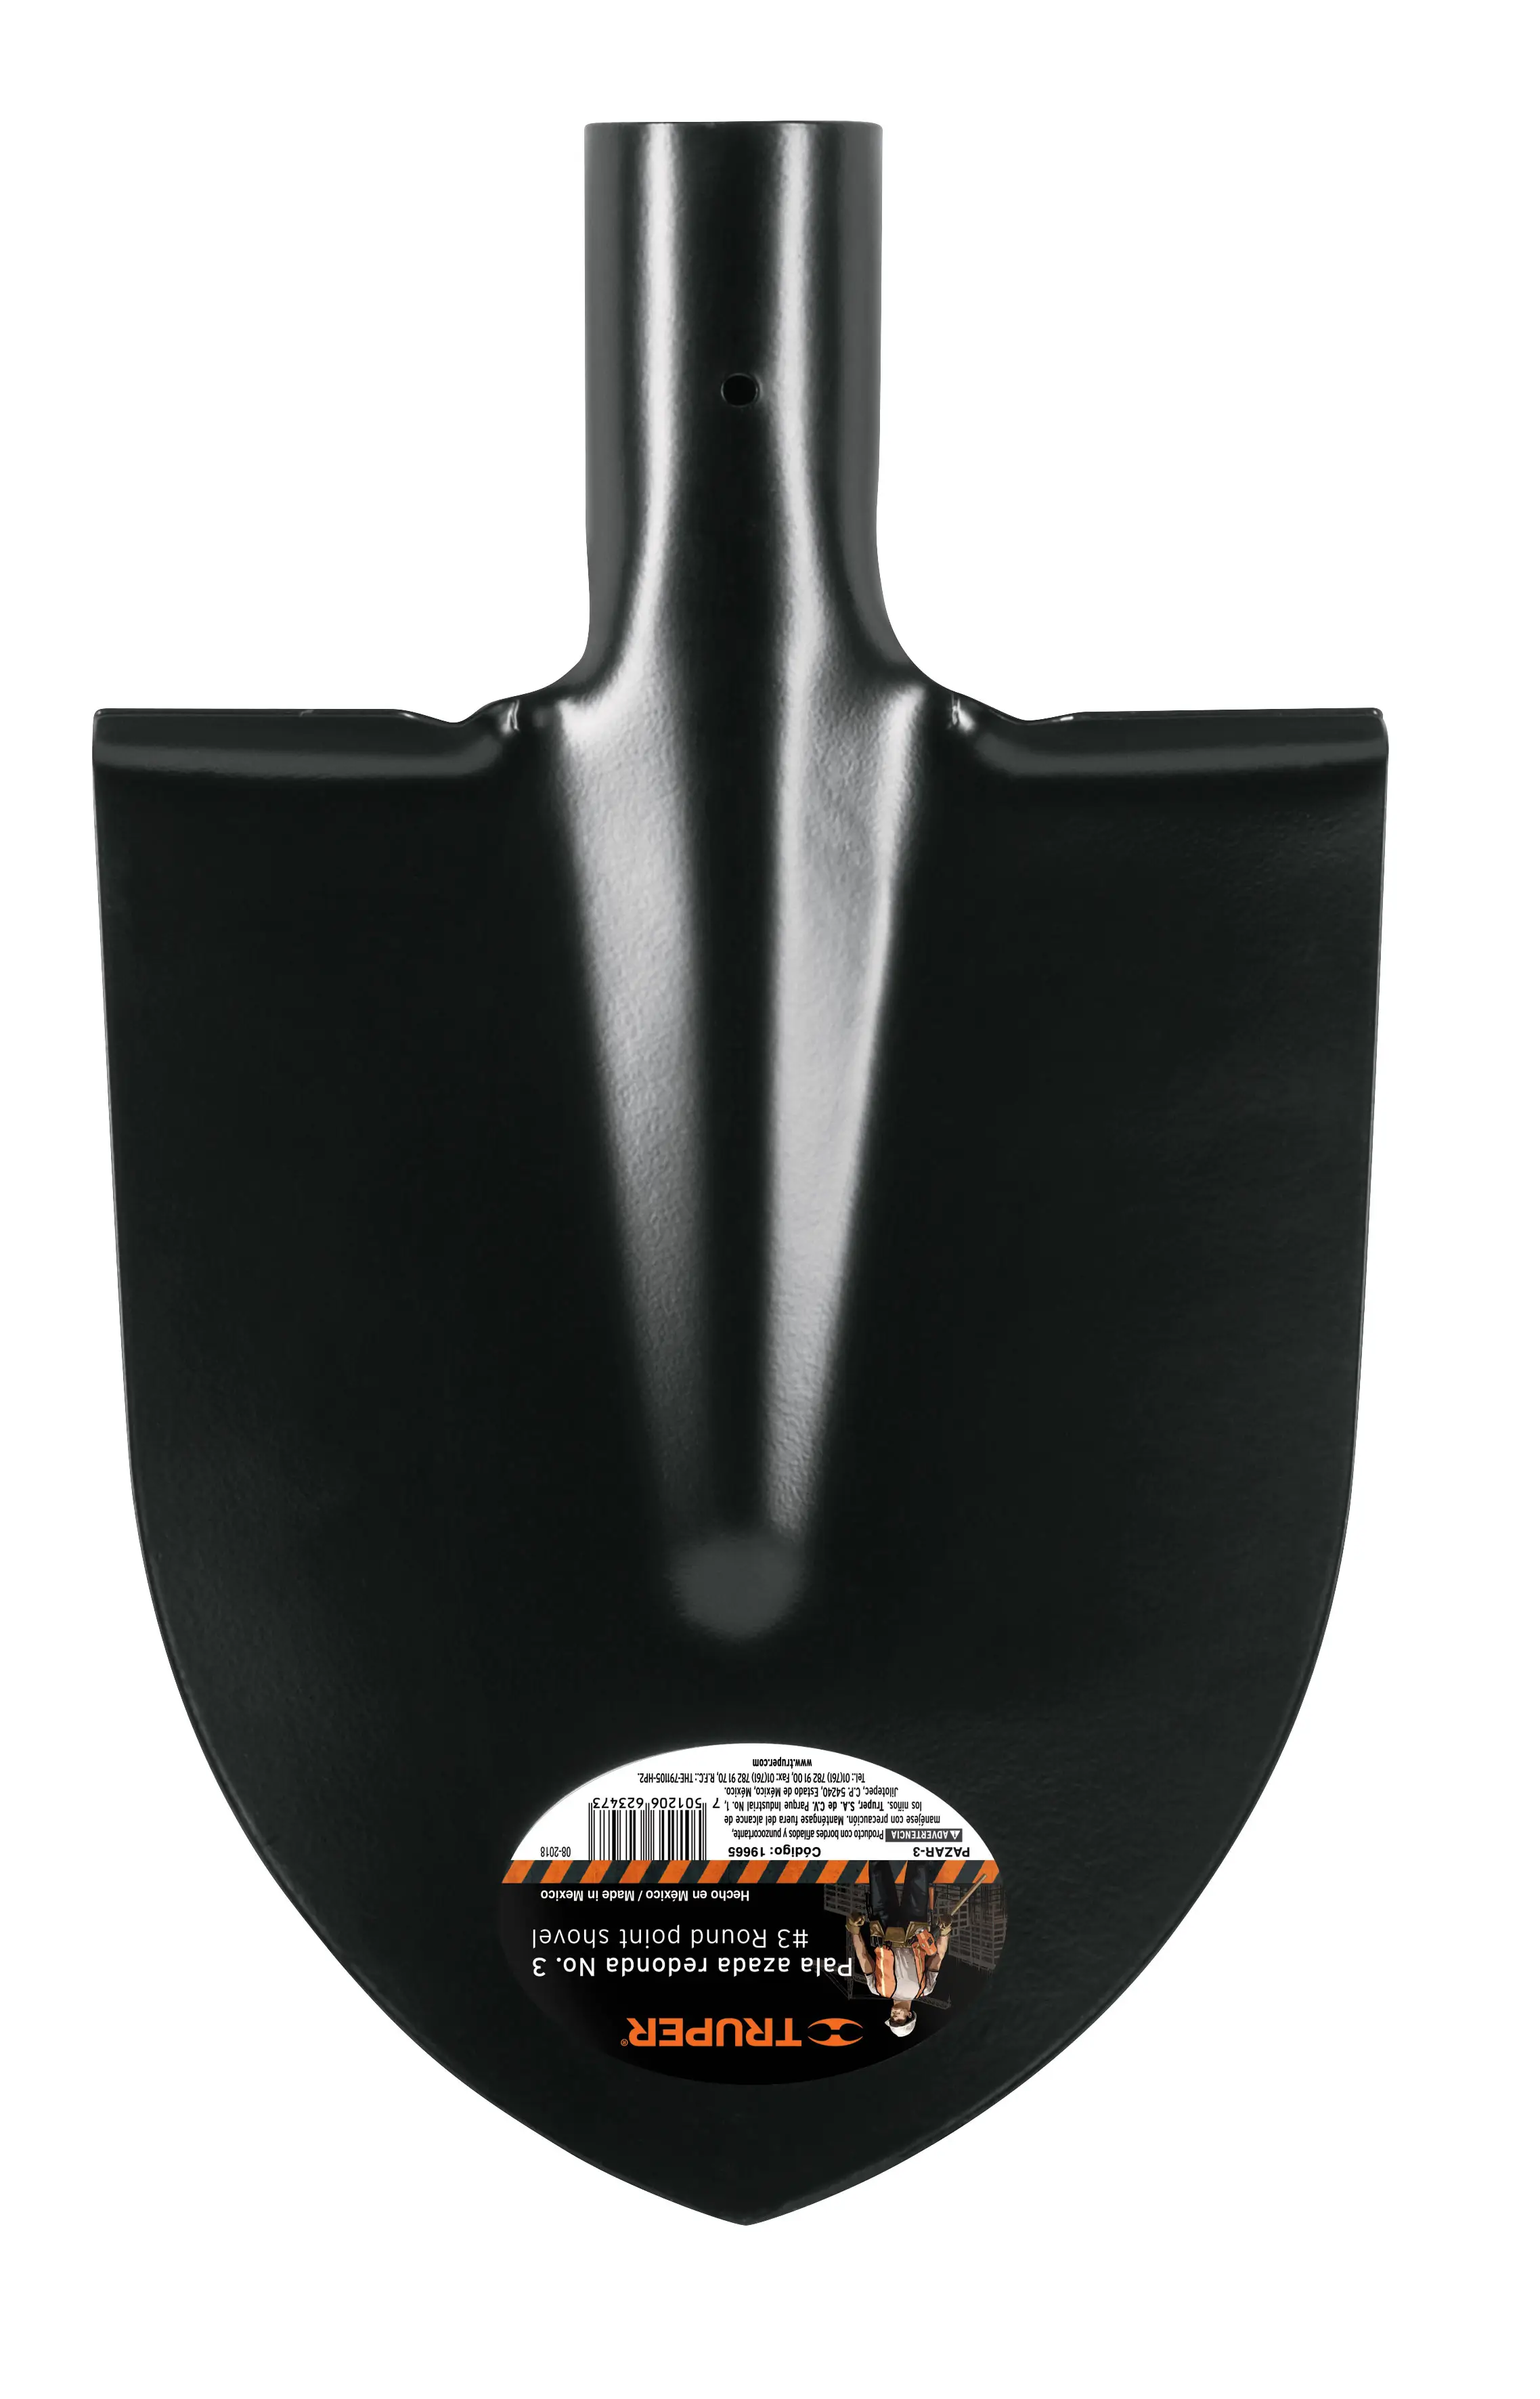 TRUPER®
Pala azada redonda No. 3
#3 Round point shovel
Hecho en México / Made in Mexico
PAZAR-3
Código: 19665
08-2018
ADVERTENCIA Producto con bordes afilados y punzocortante,
manéjese con precaución. Manténgase fuera del alcance de
los niños. Truper, S.A. de C.V. Parque Industrial No. 1,
Jilotepec, C.P. 54240, Estado de México, México.
Tel.: 01(761) 782 91 00, Fax: 01(761) 782 91 70, R.F.C.: THE-791105-HP2.
www.truper.com
7 501206 623473